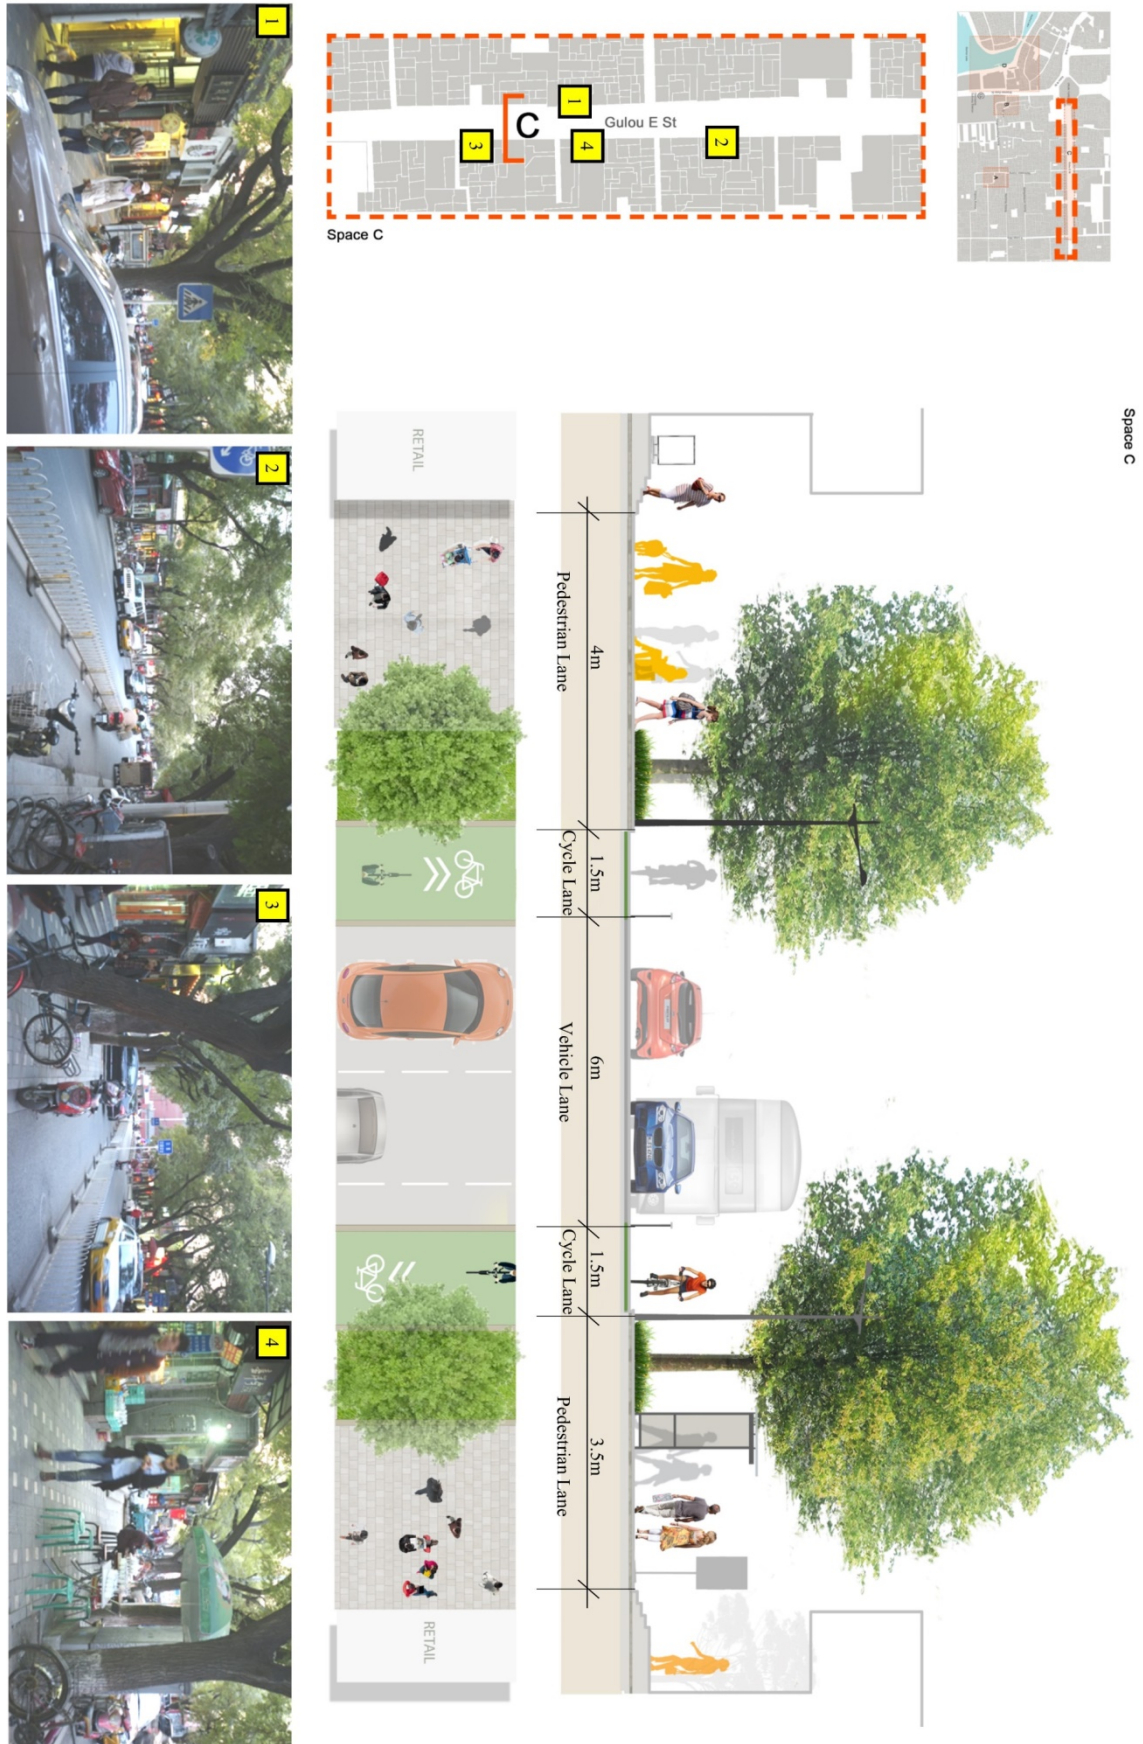 Space C
C
Gulou E St
1
2
3
4
Space C
4m
1.5m
6m
1.5m
3.5m
Pedestrian Lane
Cycle Lane
Vehicle Lane
Cycle Lane
Pedestrian Lane
RETAIL
RETAIL
1
2
3
4